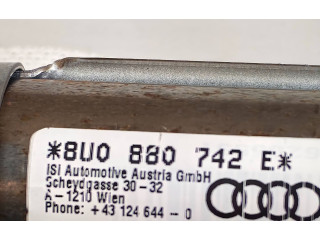 *8U0 880 742 E*
ISI Automotive Austria GmbH
Scheydgasse 30 - 32
A - 1210 Wien
Phone: +43 124 644 - 0